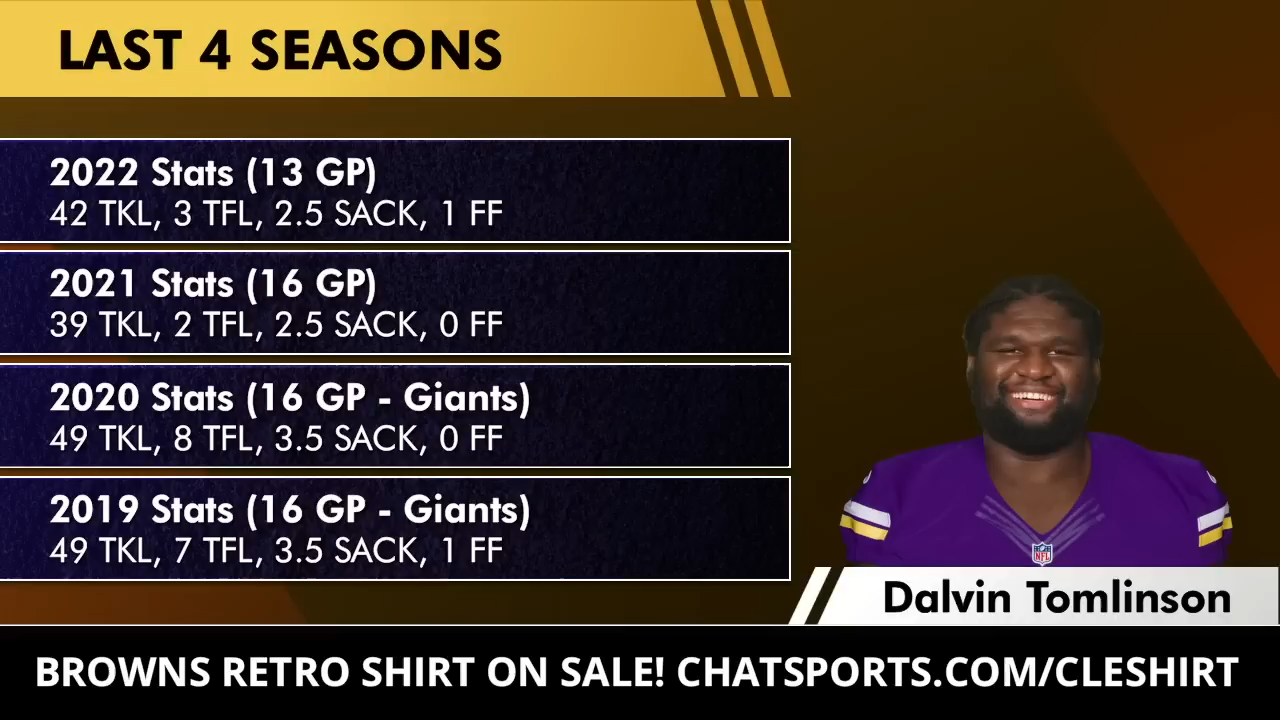 LAST 4 SEASONS
2022 Stats (13 GP)
42 TKL, 3 TFL, 2.5 SACK, 1 FF
2021 Stats (16 GP)
39 TKL, 2 TFL, 2.5 SACK, 0 FF
2020 Stats (16 GP - Giants)
49 TKL, 8 TFL, 3.5 SACK, 0 FF
2019 Stats (16 GP - Giants)
49 TKL, 7 TFL, 3.5 SACK, 1 FF
NFL
Dalvin Tomlinson
BROWNS RETRO SHIRT ON SALE! CHATSPORTS.COM/CLESHIRT